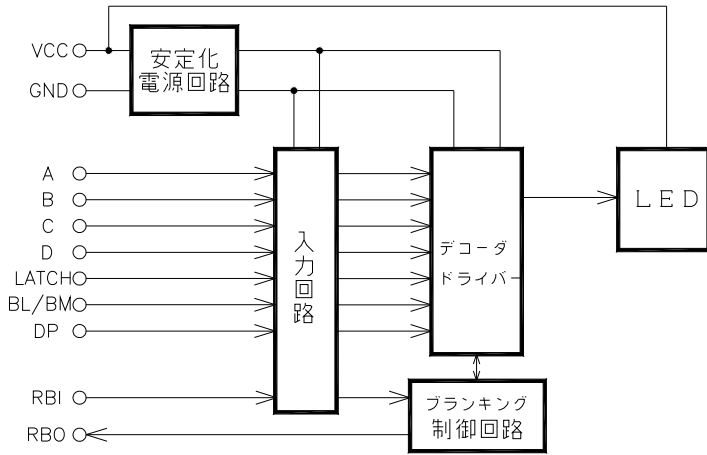 VCC
GND
安定化
電源回路
A
B
C
D
LATCH
BL/BM
DP
RBI
RBO
入力回路
デコーダ
ドライバー
LED
ブランキング
制御回路